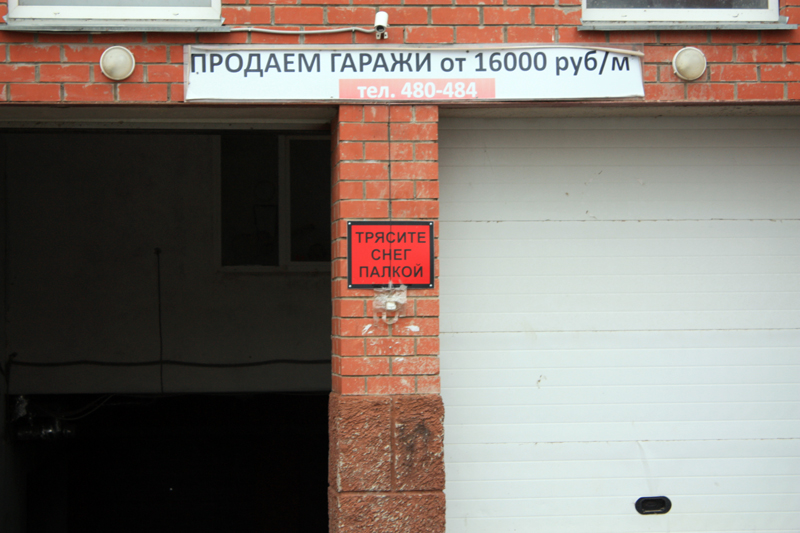 ПРОДАЕМ ГАРАЖИ от 16000 руб/м
тел. 480-484
ТРЯСИТЕ
СНЕГ
ПАЛКОЙ